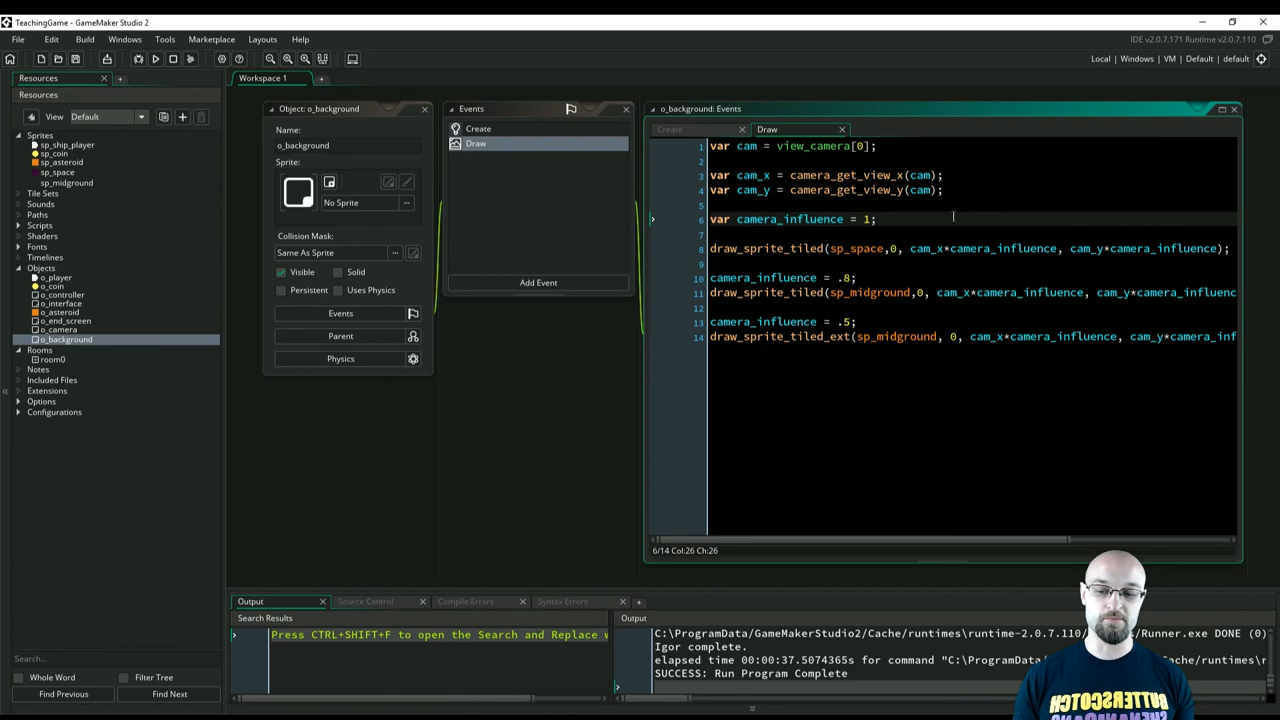 TeachingGame - GameMaker Studio 2
File Edit Build Windows Tools Marketplace Layouts Help
IDE v2.0.7.171 Runtime v2.0.7.110
Local | Windows | VM | Default | default
Resources
Resources
View Default
Sprites
sp_ship_player
sp_coin
sp_asteroid
sp_space
sp_midground
Tile Sets
Sounds
Paths
Scripts
Shaders
Fonts
Timelines
Objects
o_player
o_coin
o_controller
o_interface
o_asteroid
o_end_screen
o_camera
o_background
Rooms
room0
Notes
Included Files
Extensions
Options
Configurations
Search...
Whole Word Filter Tree
Find Previous Find Next
Workspace 1
Object: o_background
Name:
o_background
Sprite:
No Sprite
Collision Mask:
Same As Sprite
Visible Solid
Persistent Uses Physics
Events
Parent
Physics
Events
Create
Draw
Add Event
o_background: Events
Create Draw
1 var cam = view_camera[0];
2
3 var cam_x = camera_get_view_x(cam);
4 var cam_y = camera_get_view_y(cam);
5
6 var camera_influence = 1;
7
8 draw_sprite_tiled(sp_space,0, cam_x*camera_influence, cam_y*camera_influence);
9
10 camera_influence = .8;
11 draw_sprite_tiled(sp_midground,0, cam_x*camera_influence, cam_y*camera_influenc
12
13 camera_influence = .5;
14 draw_sprite_tiled_ext(sp_midground, 0, cam_x*camera_influence, cam_y*camera_inf
6/14 Col:26 Ch:26
Output Source Control Compile Errors Syntax Errors
Search Results
Press CTRL+SHIFT+F to open the Search and Replace w
Output
C:\ProgramData/GameMakerStudio2/Cache/runtimes\runtime-2.0.7.110/ /Runner.exe DONE (0)
Igor complete.
elapsed time 00:00:37.5074365s for command "C:\ProgramData/ Cache/runtimes\r
SUCCESS: Run Program Complete
BUTTERSCOTCH
SHENANIGANS